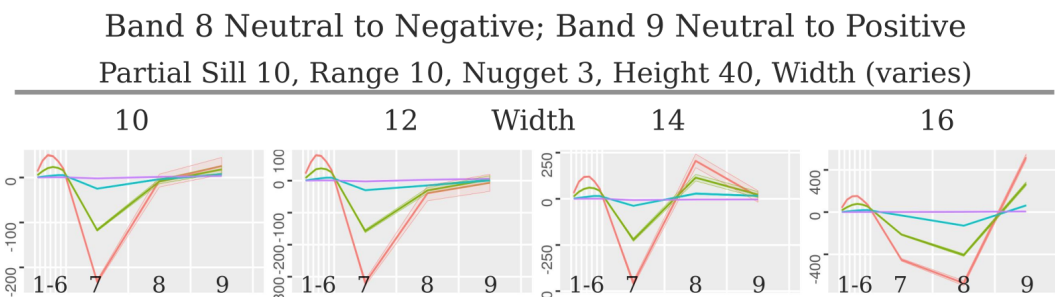 Band 8 Neutral to Negative; Band 9 Neutral to Positive
Partial Sill 10, Range 10, Nugget 3, Height 40, Width (varies)
10 12 Width 14 16
0 -100 -200
1-6 7 8 9
100 0 -100 -200
1-6 7 8 9
250 0 -250
1-6 7 8 9
400 0 -400
1-6 7 8 9